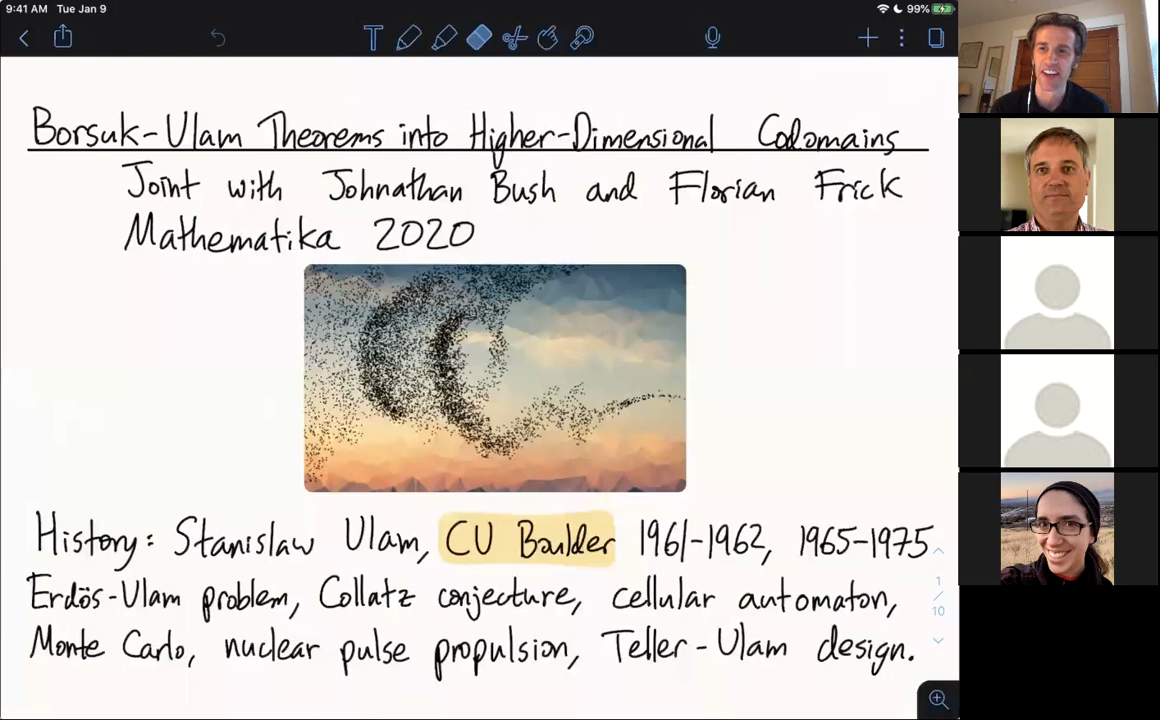 9:41 AM Tue Jan 9
99%
Borsuk-Ulam Theorems into Higher-Dimensional Codomains
Joint with Johnathan Bush and Florian Frick
Mathematika 2020
History: Stanislaw Ulam, CU Boulder 1961-1962, 1965-1975
Erdös-Ulam problem, Collatz conjecture, cellular automaton,
Monte Carlo, nuclear pulse propulsion, Teller-Ulam design.
1
/
10